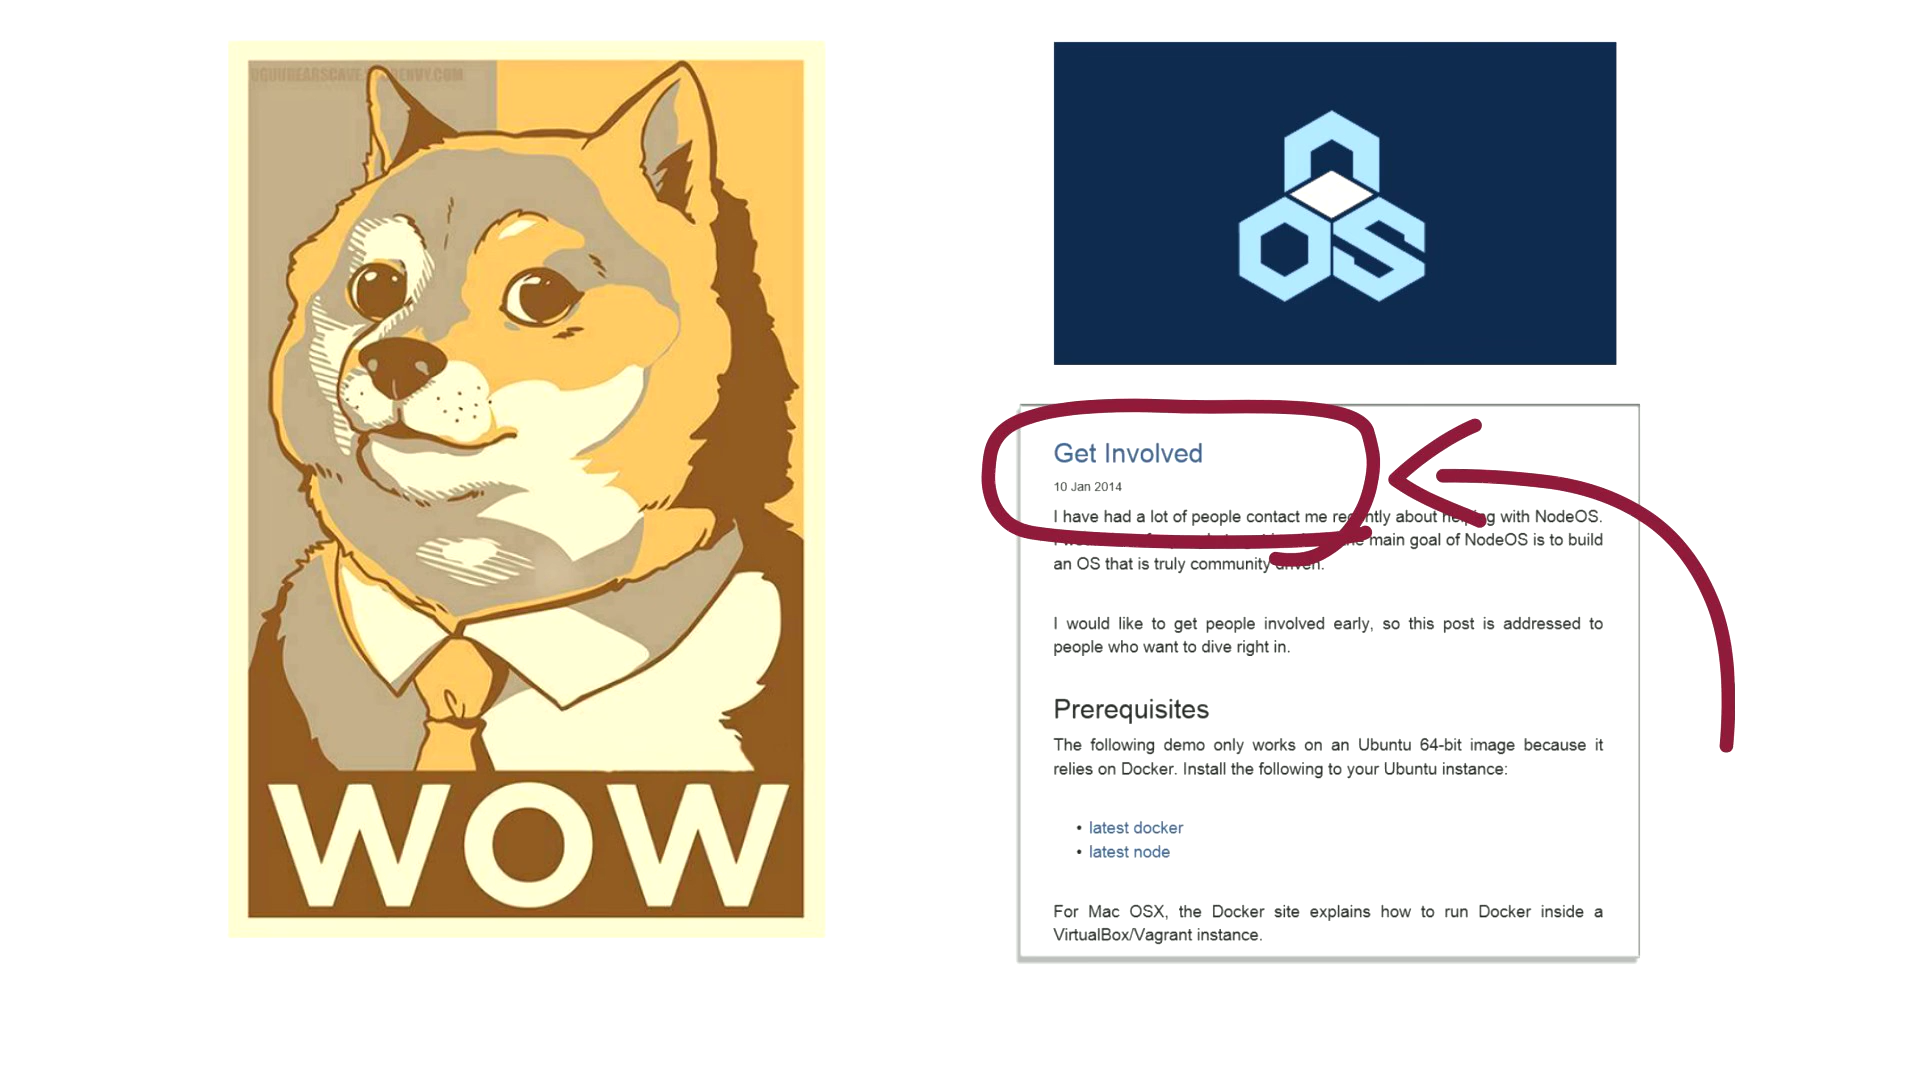 WOW
nOS
Get Involved
10 Jan 2014
I have had a lot of people contact me recently about helping with NodeOS.
main goal of NodeOS is to build
an OS that is truly community driven.
I would like to get people involved early, so this post is addressed to
people who want to dive right in.
Prerequisites
The following demo only works on an Ubuntu 64-bit image because it
relies on Docker. Install the following to your Ubuntu instance:
• latest docker
• latest node
For Mac OSX, the Docker site explains how to run Docker inside a
VirtualBox/Vagrant instance.